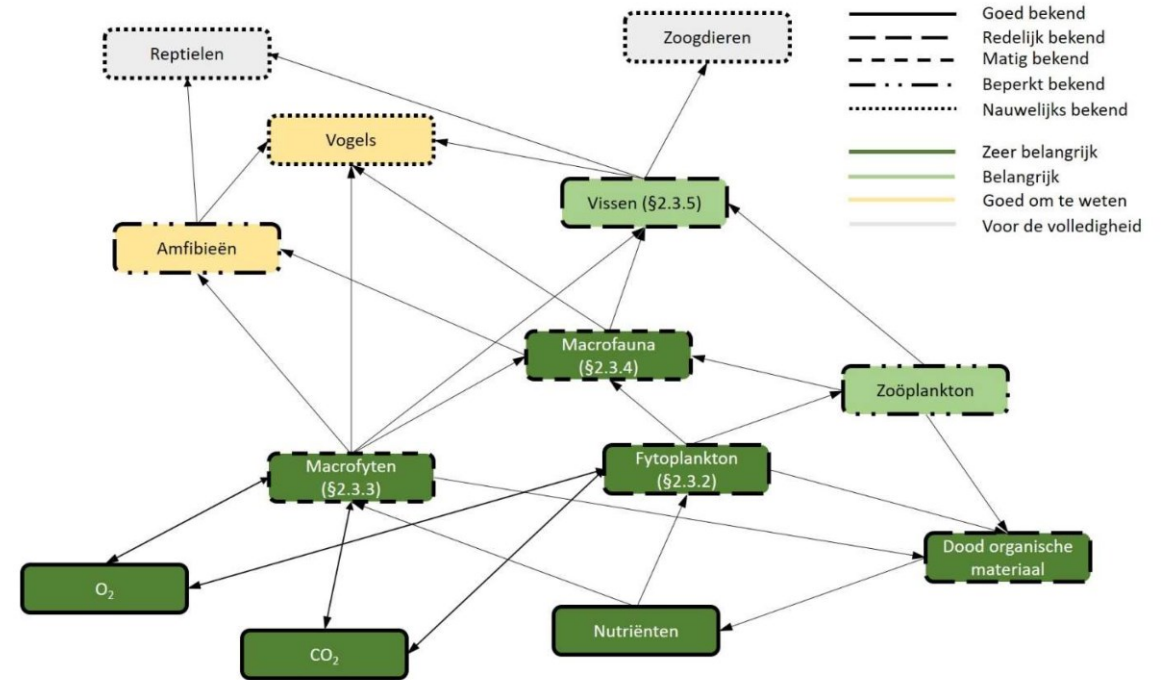 Reptielen
Zoogdieren
Goed bekend
Redelijk bekend
Matig bekend
Beperkt bekend
Nauwelijks bekend
Zeer belangrijk
Belangrijk
Goed om te weten
Voor de volledigheid
Vogels
Vissen (§2.3.5)
Amfibieën
Macrofauna
(§2.3.4)
Zoöplankton
Macrofyten
(§2.3.3)
Fytoplankton
(§2.3.2)
Dood organische
materiaal
O₂
Nutriënten
CO₂